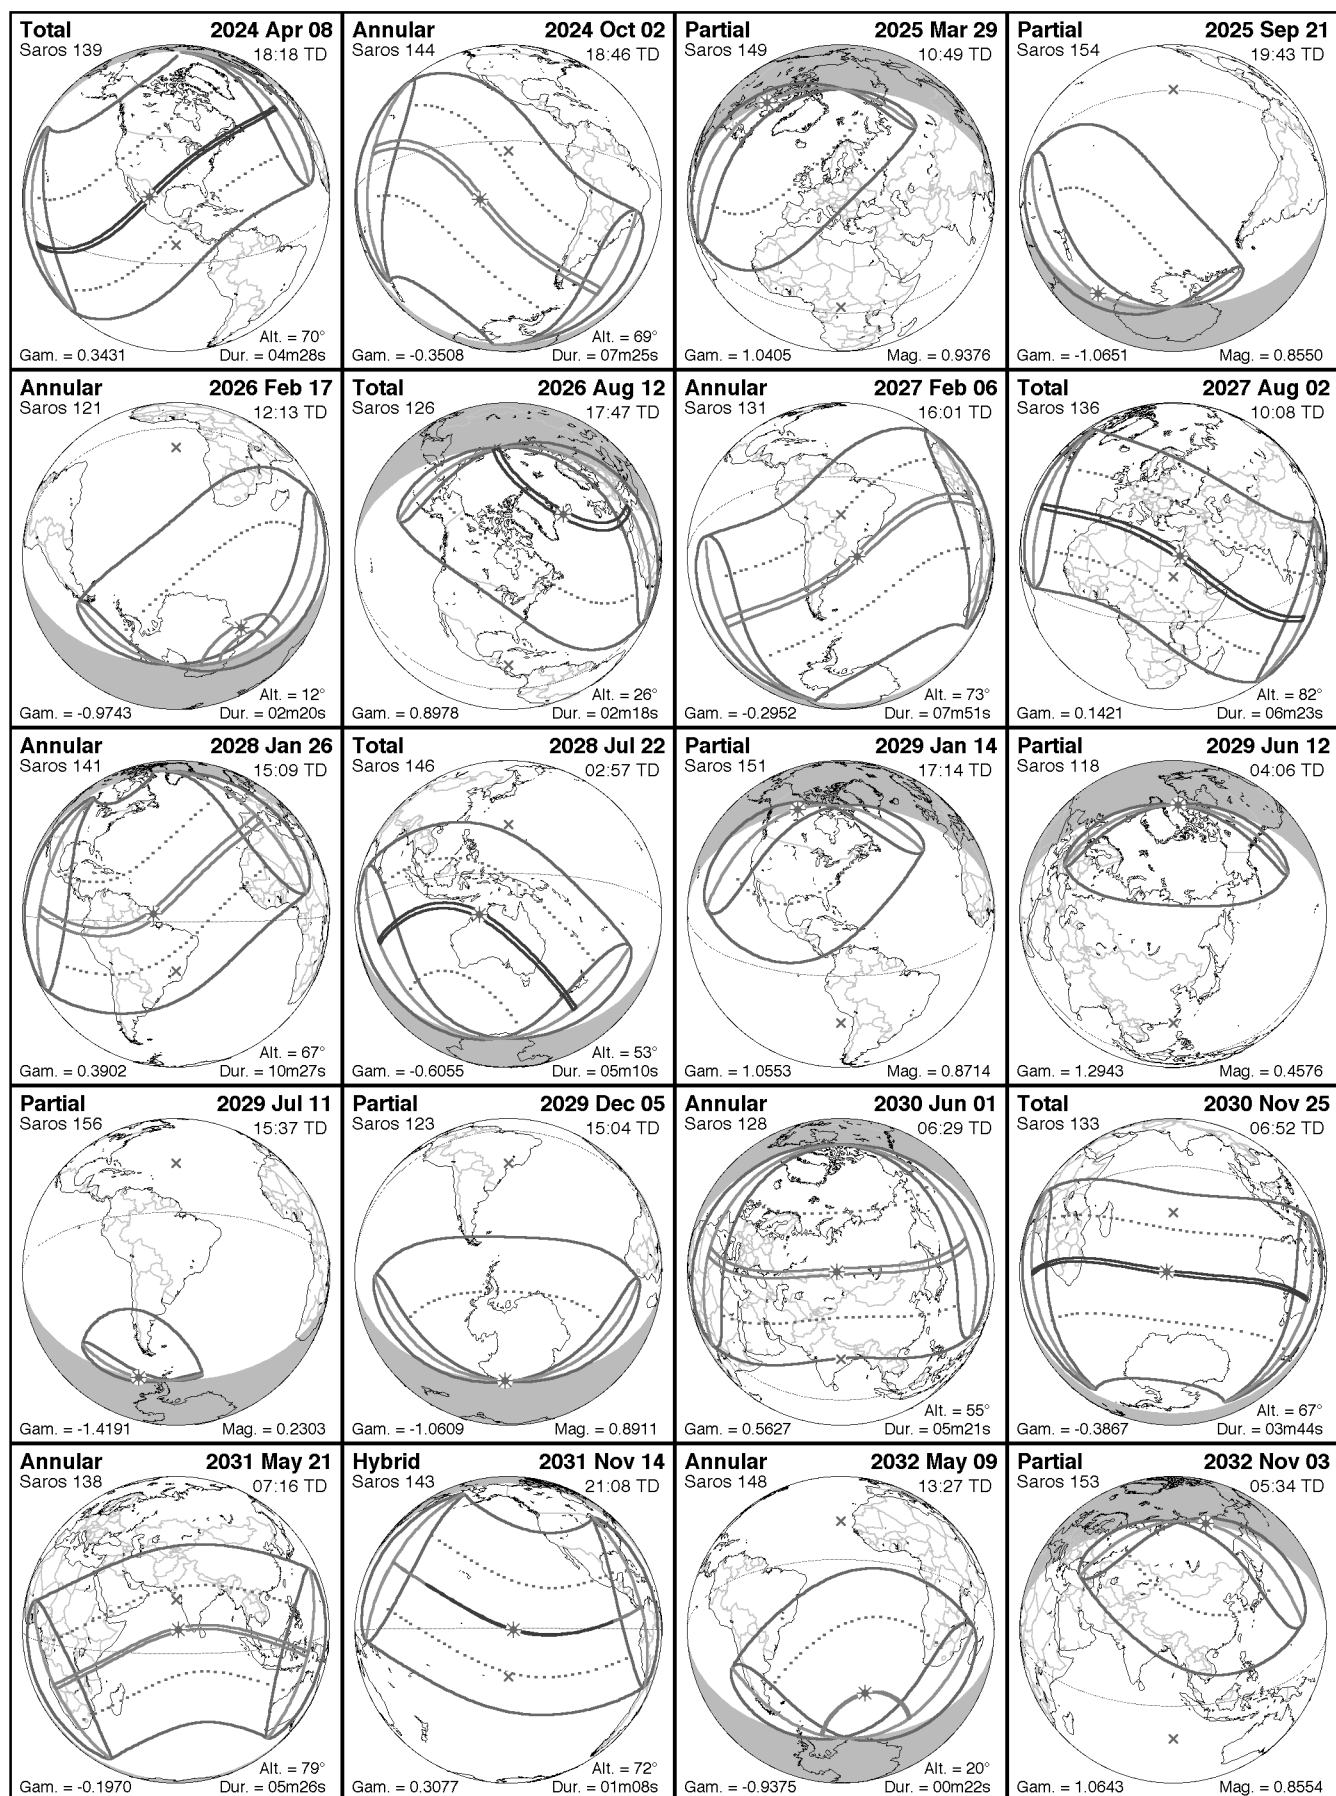 Total 2024 Apr 08
Saros 139 18:18 TD
Alt. = 70°
Gam. = 0.3431 Dur. = 04m28s
Annular 2024 Oct 02
Saros 144 18:46 TD
Alt. = 69°
Gam. = -0.3508 Dur. = 07m25s
Partial 2025 Mar 29
Saros 149 10:49 TD
Gam. = 1.0405 Mag. = 0.9376
Partial 2025 Sep 21
Saros 154 19:43 TD
Gam. = -1.0651 Mag. = 0.8550
Annular 2026 Feb 17
Saros 121 12:13 TD
Alt. = 12°
Gam. = -0.9743 Dur. = 02m20s
Total 2026 Aug 12
Saros 126 17:47 TD
Alt. = 26°
Gam. = 0.8978 Dur. = 02m18s
Annular 2027 Feb 06
Saros 131 16:01 TD
Alt. = 73°
Gam. = -0.2952 Dur. = 07m51s
Total 2027 Aug 02
Saros 136 10:08 TD
Alt. = 82°
Gam. = 0.1421 Dur. = 06m23s
Annular 2028 Jan 26
Saros 141 15:09 TD
Alt. = 67°
Gam. = 0.3902 Dur. = 10m27s
Total 2028 Jul 22
Saros 146 02:57 TD
Alt. = 53°
Gam. = -0.6055 Dur. = 05m10s
Partial 2029 Jan 14
Saros 151 17:14 TD
Gam. = 1.0553 Mag. = 0.8714
Partial 2029 Jun 12
Saros 118 04:06 TD
Gam. = 1.2943 Mag. = 0.4576
Partial 2029 Jul 11
Saros 156 15:37 TD
Gam. = -1.4191 Mag. = 0.2303
Partial 2029 Dec 05
Saros 123 15:04 TD
Gam. = -1.0609 Mag. = 0.8911
Annular 2030 Jun 01
Saros 128 06:29 TD
Alt. = 55°
Gam. = 0.5627 Dur. = 05m21s
Total 2030 Nov 25
Saros 133 06:52 TD
Alt. = 67°
Gam. = -0.3867 Dur. = 03m44s
Annular 2031 May 21
Saros 138 07:16 TD
Alt. = 79°
Gam. = -0.1970 Dur. = 05m26s
Hybrid 2031 Nov 14
Saros 143 21:08 TD
Alt. = 72°
Gam. = 0.3077 Dur. = 01m08s
Annular 2032 May 09
Saros 148 13:27 TD
Alt. = 20°
Gam. = -0.9375 Dur. = 00m22s
Partial 2032 Nov 03
Saros 153 05:34 TD
Gam. = 1.0643 Mag. = 0.8554